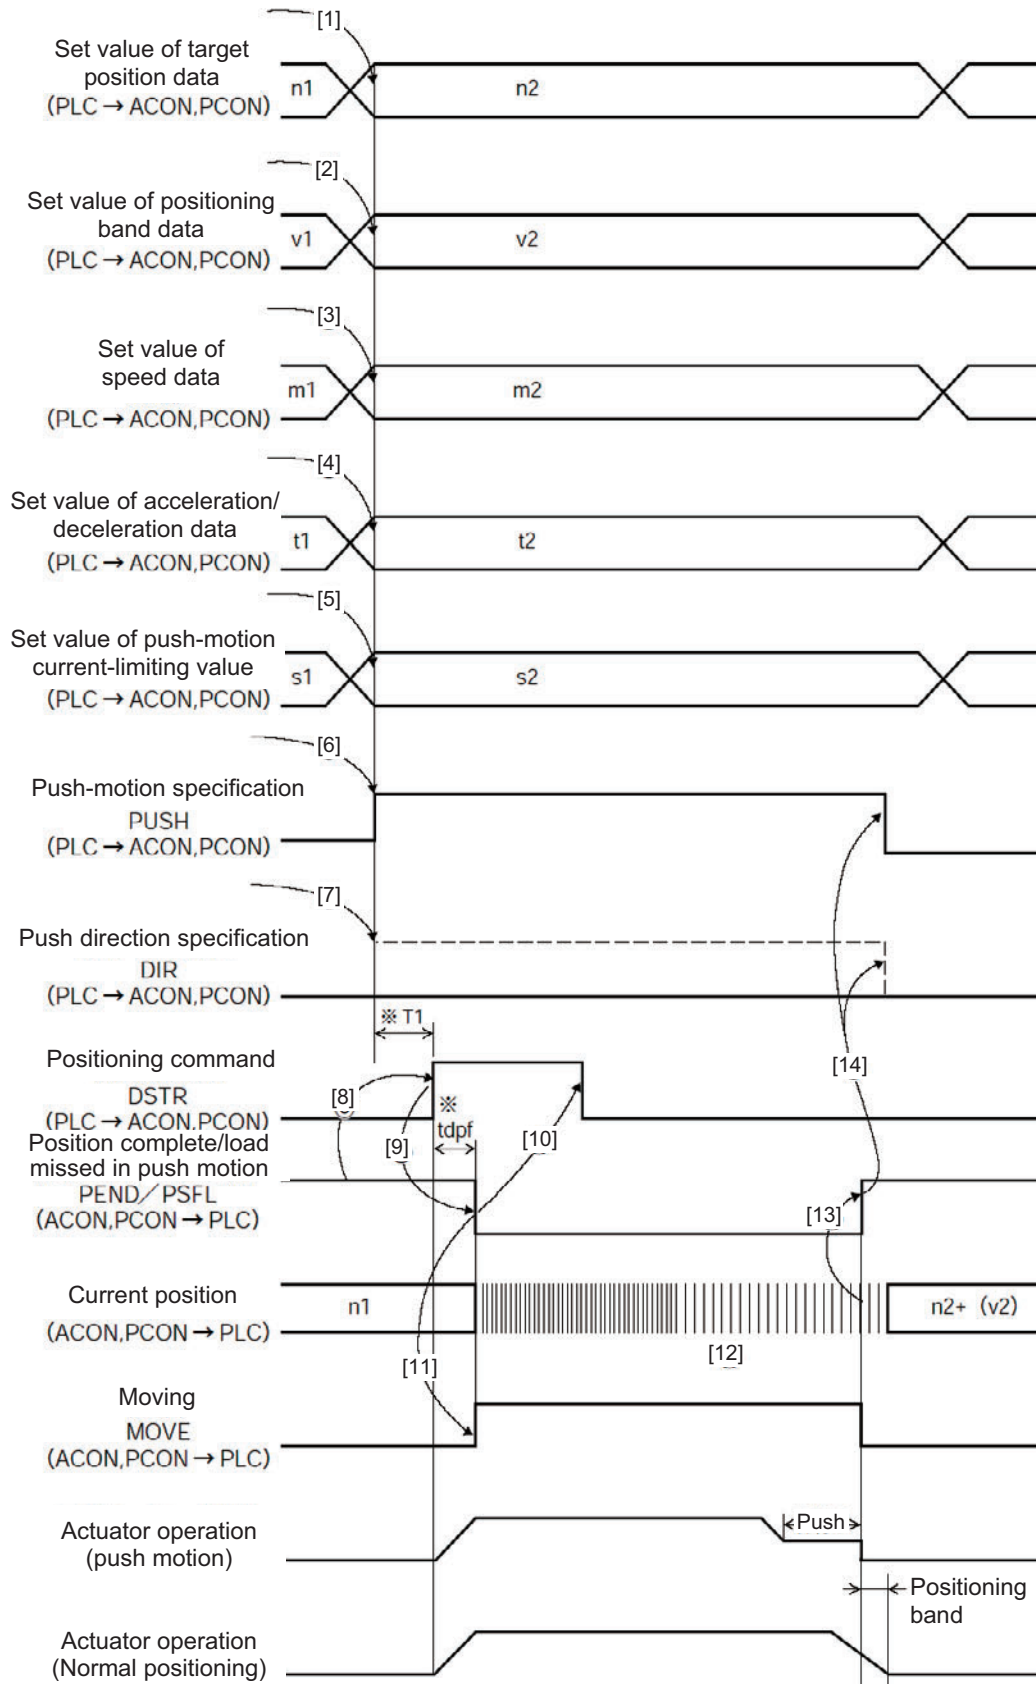 [1]
Set value of target
position data
(PLC → ACON,PCON)
n1
n2
[2]
Set value of positioning
band data
(PLC → ACON,PCON)
v1
v2
[3]
Set value of
speed data
(PLC → ACON,PCON)
m1
m2
[4]
Set value of acceleration/
deceleration data
(PLC → ACON,PCON)
t1
t2
[5]
Set value of push-motion
current-limiting value
(PLC → ACON,PCON)
s1
s2
[6]
Push-motion specification
PUSH
(PLC → ACON,PCON)
[7]
Push direction specification
DIR
(PLC → ACON,PCON)
※ T1
Positioning command
DSTR
(PLC → ACON,PCON)
[8]
※
tdpf
[9]
[10]
[14]
Position complete/load
missed in push motion
PEND/PSFL
(ACON,PCON → PLC)
[13]
Current position
(ACON,PCON → PLC)
n1
n2+ (v2)
[11]
[12]
Moving
MOVE
(ACON,PCON → PLC)
Actuator operation
(push motion)
Push
Positioning
band
Actuator operation
(Normal positioning)